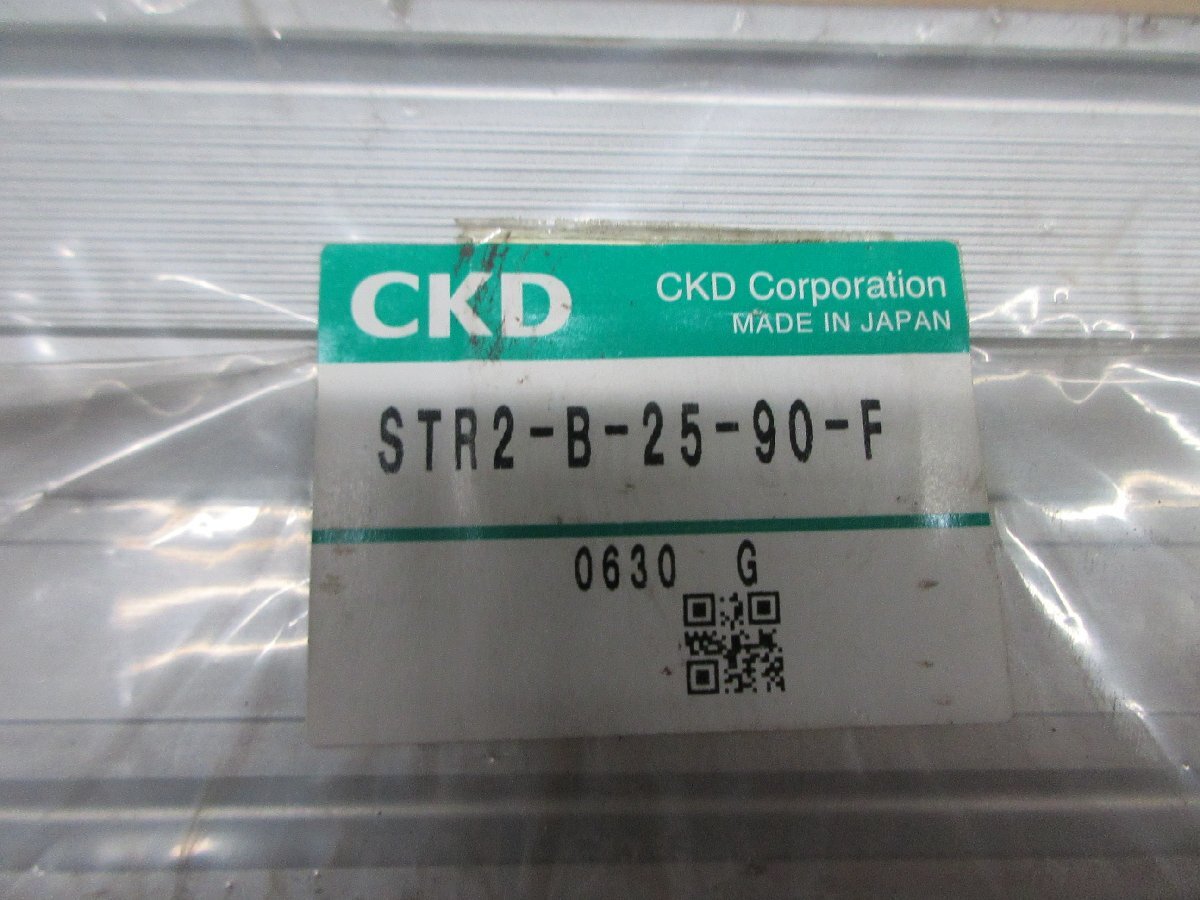 CKD
CKD Corporation
MADE IN JAPAN
STR2-B-25-90-F
0630 G